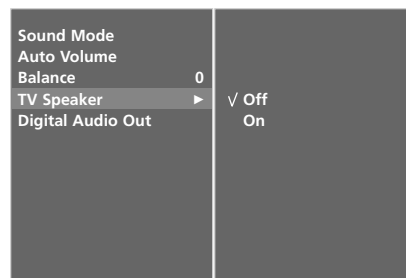 Sound Mode
Auto Volume
Balance 0
TV Speaker ►
Digital Audio Out
√ Off
On